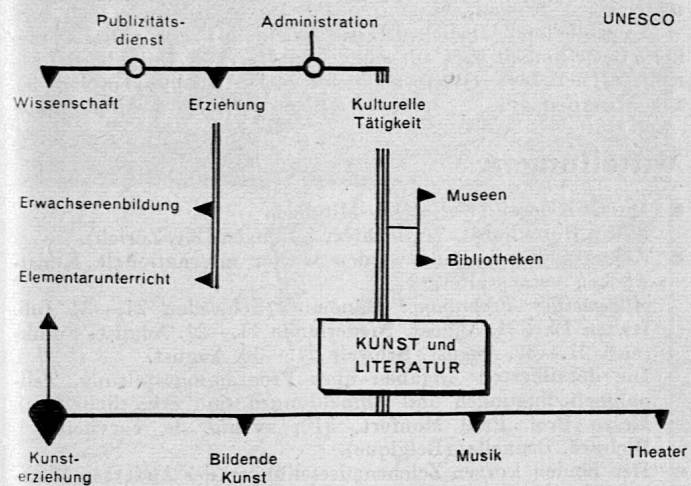 UNESCO
Publizitäts-
dienst
Administration
Wissenschaft
Erziehung
Kulturelle
Tätigkeit
Erwachsenenbildung
Museen
Elementarunterricht
Bibliotheken
KUNST und
LITERATUR
Kunst-
erziehung
Bildende
Kunst
Musik
Theater